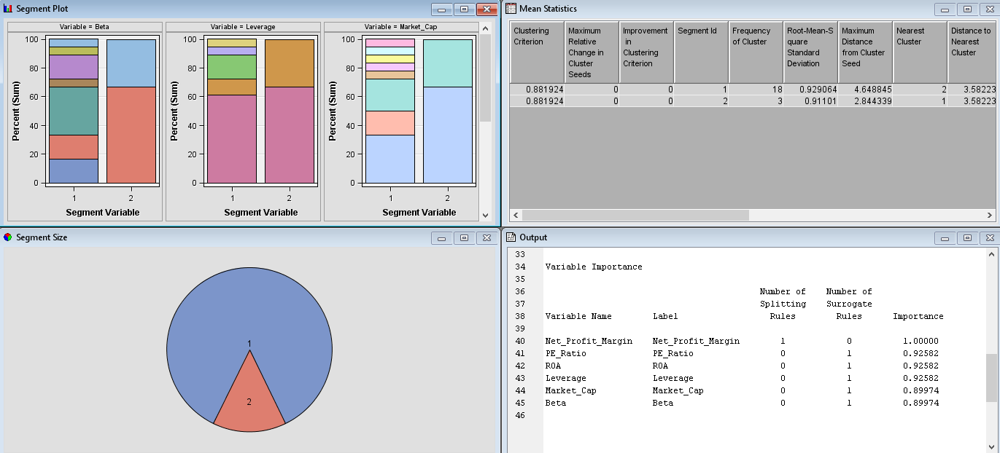 Segment Plot
Variable = Beta
Variable = Leverage
Variable = Market_Cap
Percent (Sum)
100
80
60
40
20
0
1
2
Segment Variable
Percent (Sum)
100
80
60
40
20
0
1
2
Segment Variable
Percent (Sum)
100
80
60
40
20
0
1
2
Segment Variable
Mean Statistics
Clustering
Criterion
Maximum
Relative
Change in
Cluster
Seeds
Improvement
in
Clustering
Criterion
Segment Id
Frequency
of Cluster
Root-Mean-S
quare
Standard
Deviation
Maximum
Distance
from Cluster
Seed
Nearest
Cluster
Distance to
Nearest
Cluster
0.881924 0 0 1 18 0.929064 4.648845 2 3.58223
0.881924 0 0 2 3 0.91101 2.844339 1 3.58223
Segment Size
1
2
Output
33
34 Variable Importance
35
36 Number of Number of
37 Splitting Surrogate
38 Variable Name Label Rules Rules Importance
39
40 Net_Profit_Margin Net_Profit_Margin 1 0 1.00000
41 PE_Ratio PE_Ratio 0 1 0.92582
42 ROA ROA 0 1 0.92582
43 Leverage Leverage 0 1 0.92582
44 Market_Cap Market_Cap 0 1 0.89974
45 Beta Beta 0 1 0.89974
46